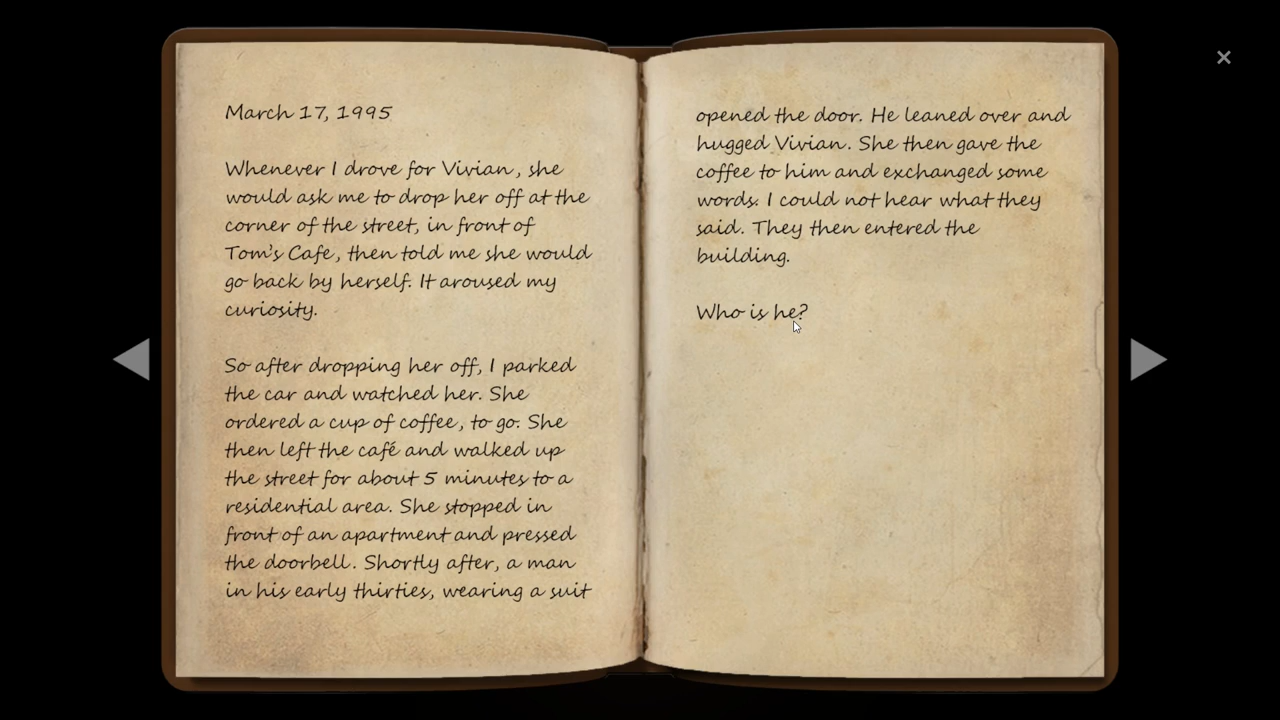 March 17, 1995
Whenever I drove for Vivian, she
would ask me to drop her off at the
corner of the street, in front of
Tom's Cafe, then told me she would
go back by herself. It aroused my
curiosity.
So after dropping her off, I parked
the car and watched her. She
ordered a cup of coffee, to go. She
then left the café and walked up
the street for about 5 minutes to a
residential area. She stopped in
front of an apartment and pressed
the doorbell. Shortly after, a man
in his early thirties, wearing a suit
opened the door. He leaned over and
hugged Vivian. She then gave the
coffee to him and exchanged some
words. I could not hear what they
said. They then entered the
building.
Who is he?